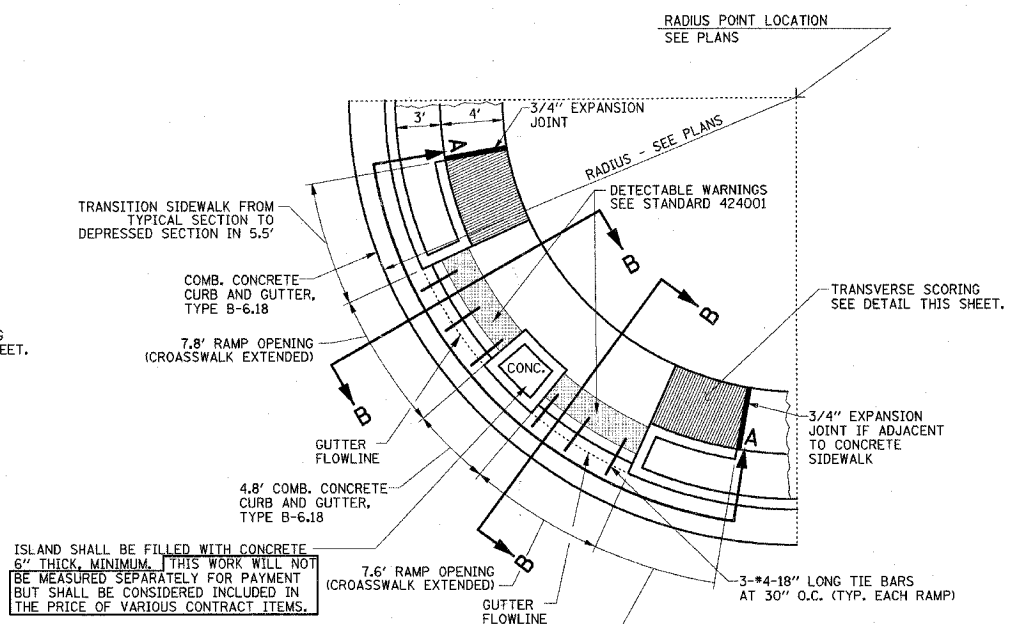 RADIUS POINT LOCATION
SEE PLANS
3/4" EXPANSION
JOINT
3'
4'
A
RADIUS - SEE PLANS
DETECTABLE WARNINGS
SEE STANDARD 424001
TRANSITION SIDEWALK FROM
TYPICAL SECTION TO
DEPRESSED SECTION IN 5.5'
B
B
COMB. CONCRETE
CURB AND GUTTER,
TYPE B-6.18
TRANSVERSE SCORING
SEE DETAIL THIS SHEET.
EET.
7.8' RAMP OPENING
(CROASSWALK EXTENDED)
CONC.
B
3/4" EXPANSION
JOINT IF ADJACENT
TO CONCRETE
SIDEWALK
A
GUTTER
FLOWLINE
4.8' COMB. CONCRETE
CURB AND GUTTER,
TYPE B-6.18
ISLAND SHALL BE FILLED WITH CONCRETE
6" THICK, MINIMUM. THIS WORK WILL NOT
BE MEASURED SEPARATELY FOR PAYMENT
BUT SHALL BE CONSIDERED INCLUDED IN
THE PRICE OF VARIOUS CONTRACT ITEMS.
B
7.6' RAMP OPENING
(CROASSWALK EXTENDED)
GUTTER
FLOWLINE
3-#4-18" LONG TIE BARS
AT 30" O.C. (TYP. EACH RAMP)